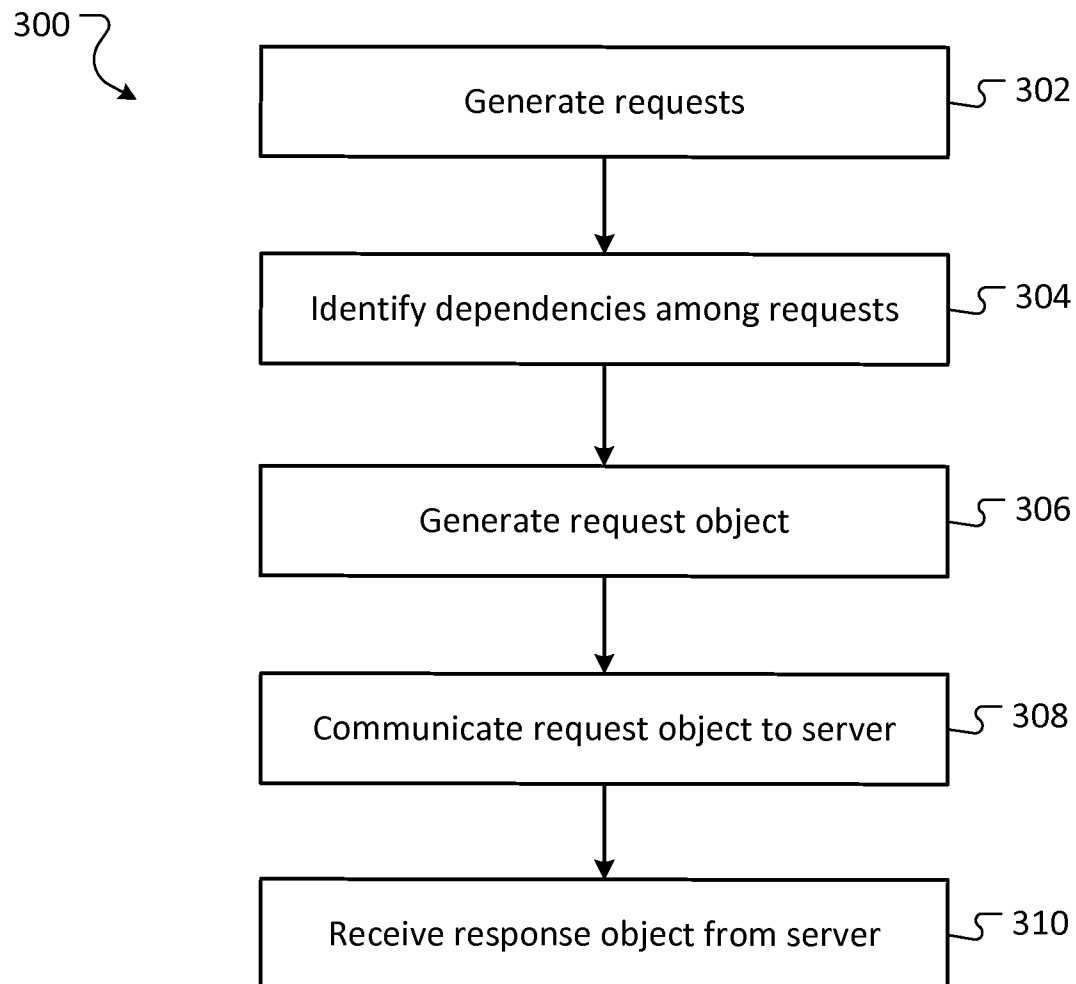 300
Generate requests
302
Identify dependencies among requests
304
Generate request object
306
Communicate request object to server
308
Receive response object from server
310